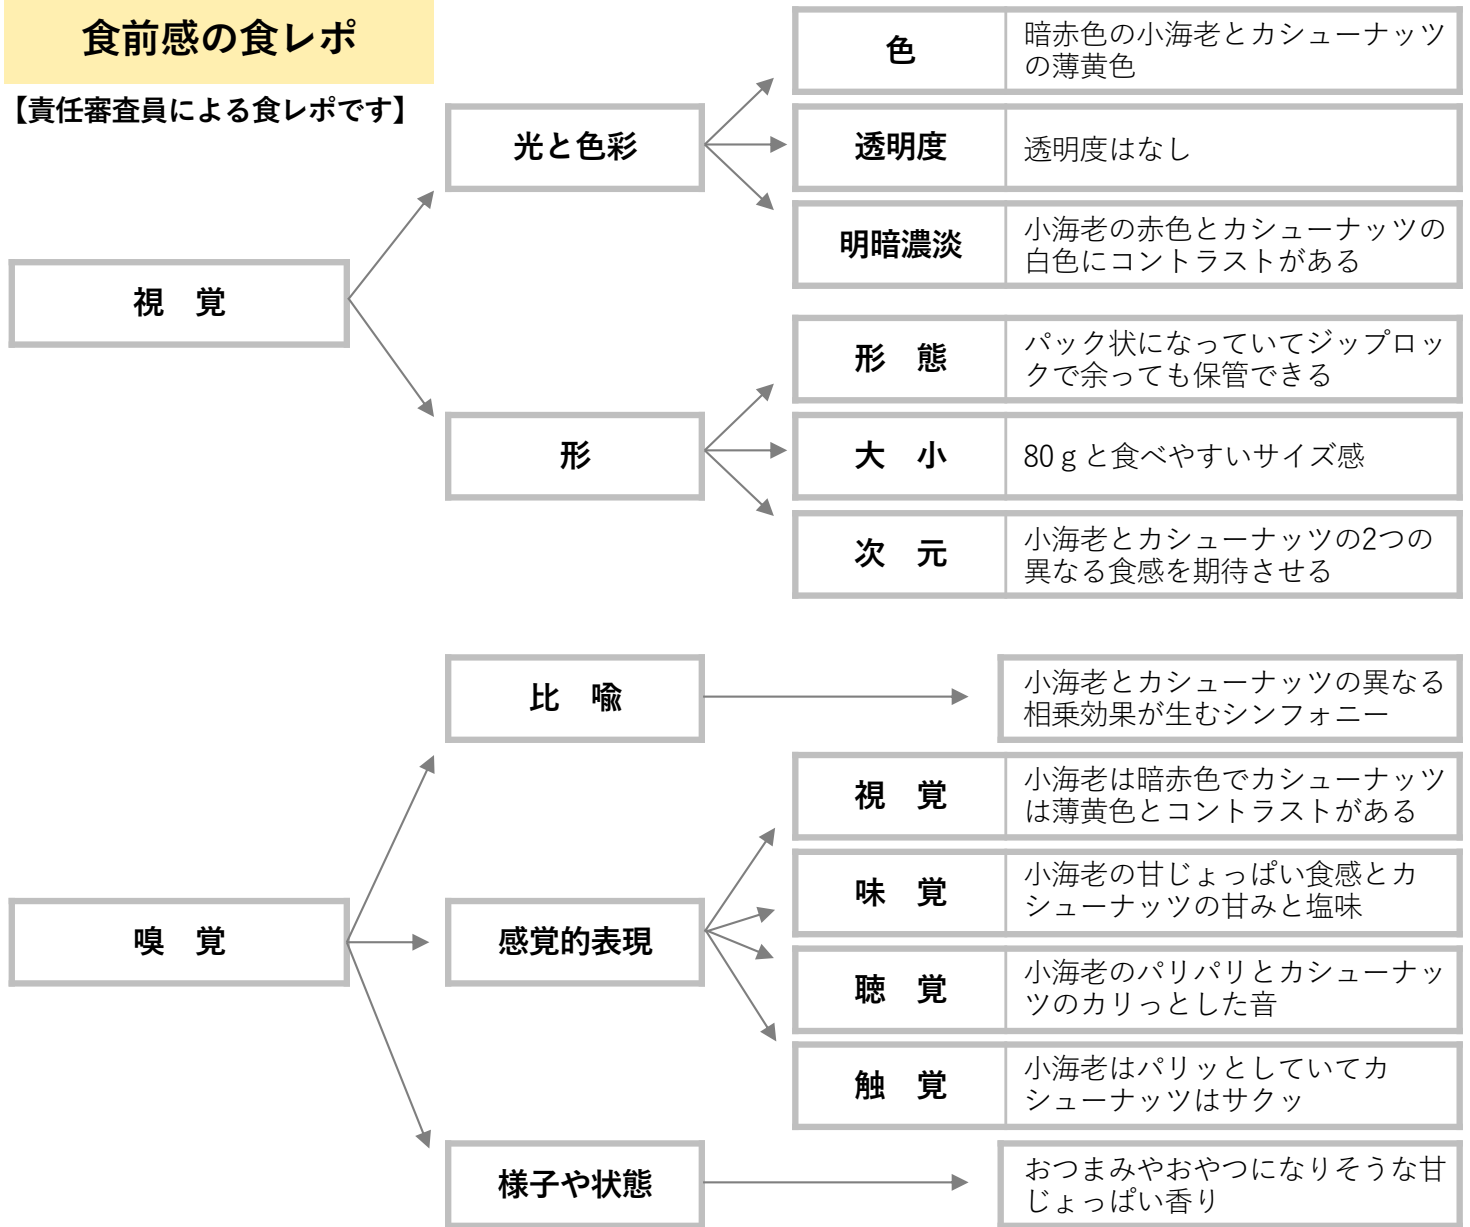 食前感の食レポ
【責任審査員による食レポです】
視　覚
光と色彩
色
暗赤色の小海老とカシューナッツ
の薄黄色
透明度
透明度はなし
明暗濃淡
小海老の赤色とカシューナッツの
白色にコントラストがある
形
形　態
パック状になっていてジップロッ
クで余っても保管できる
大　小
80ｇと食べやすいサイズ感
次　元
小海老とカシューナッツの2つの
異なる食感を期待させる
嗅　覚
比　喩
小海老とカシューナッツの異なる
相乗効果が生むシンフォニー
感覚的表現
視　覚
小海老は暗赤色でカシューナッツ
は薄黄色とコントラストがある
味　覚
小海老の甘じょっぱい食感とカ
シューナッツの甘みと塩味
聴　覚
小海老のパリパリとカシューナッ
ツのカリっとした音
触　覚
小海老はパリッとしていてカ
シューナッツはサクッ
様子や状態
おつまみやおやつになりそうな甘
じょっぱい香り